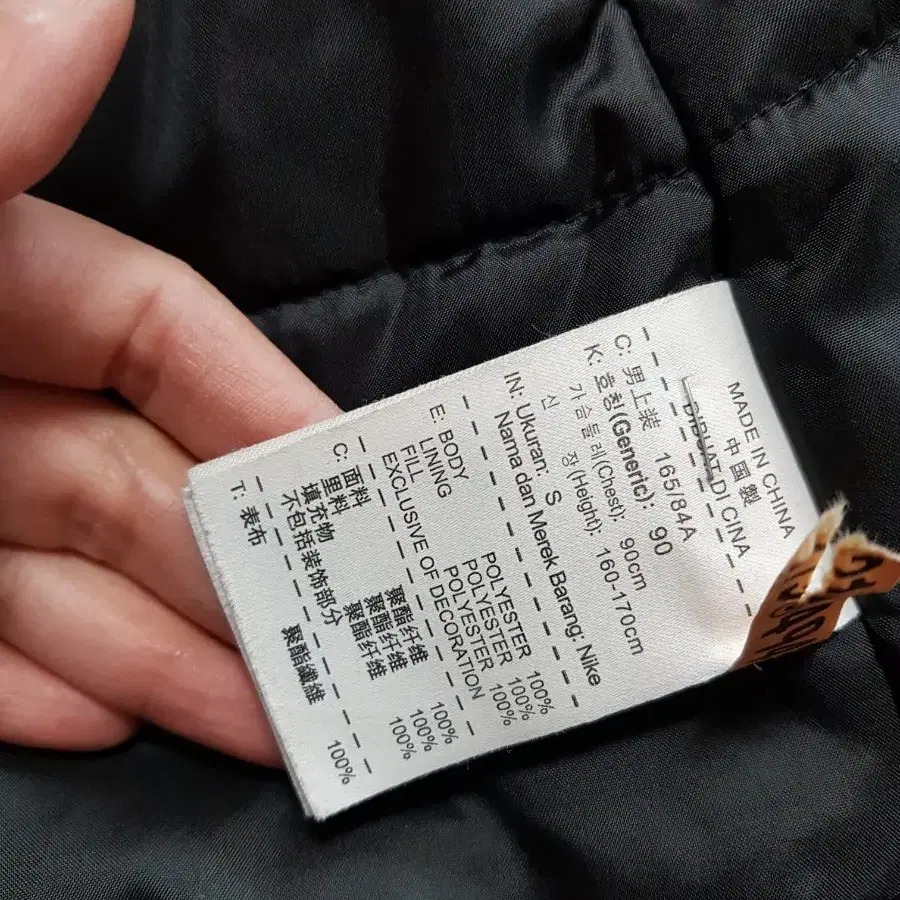 MADE IN CHINA
中国製
DIBUAT DI CINA
C: 男上装 165/84A
K: 호칭(Generic): 90
가슴둘레(Chest): 90cm
신 장(Height): 160-170cm
IN: Ukuran: S
Nama dan Merek Barang: Nike
E: BODY POLYESTER 100%
LINING POLYESTER 100%
FILL POLYESTER 100%
EXCLUSIVE OF DECORATION
C: 面料 聚酯纤维 100%
里料 聚酯纤维 100%
填充物 聚酯纤维 100%
不包括装饰部分
T: 表布 聚酯纖維 100%